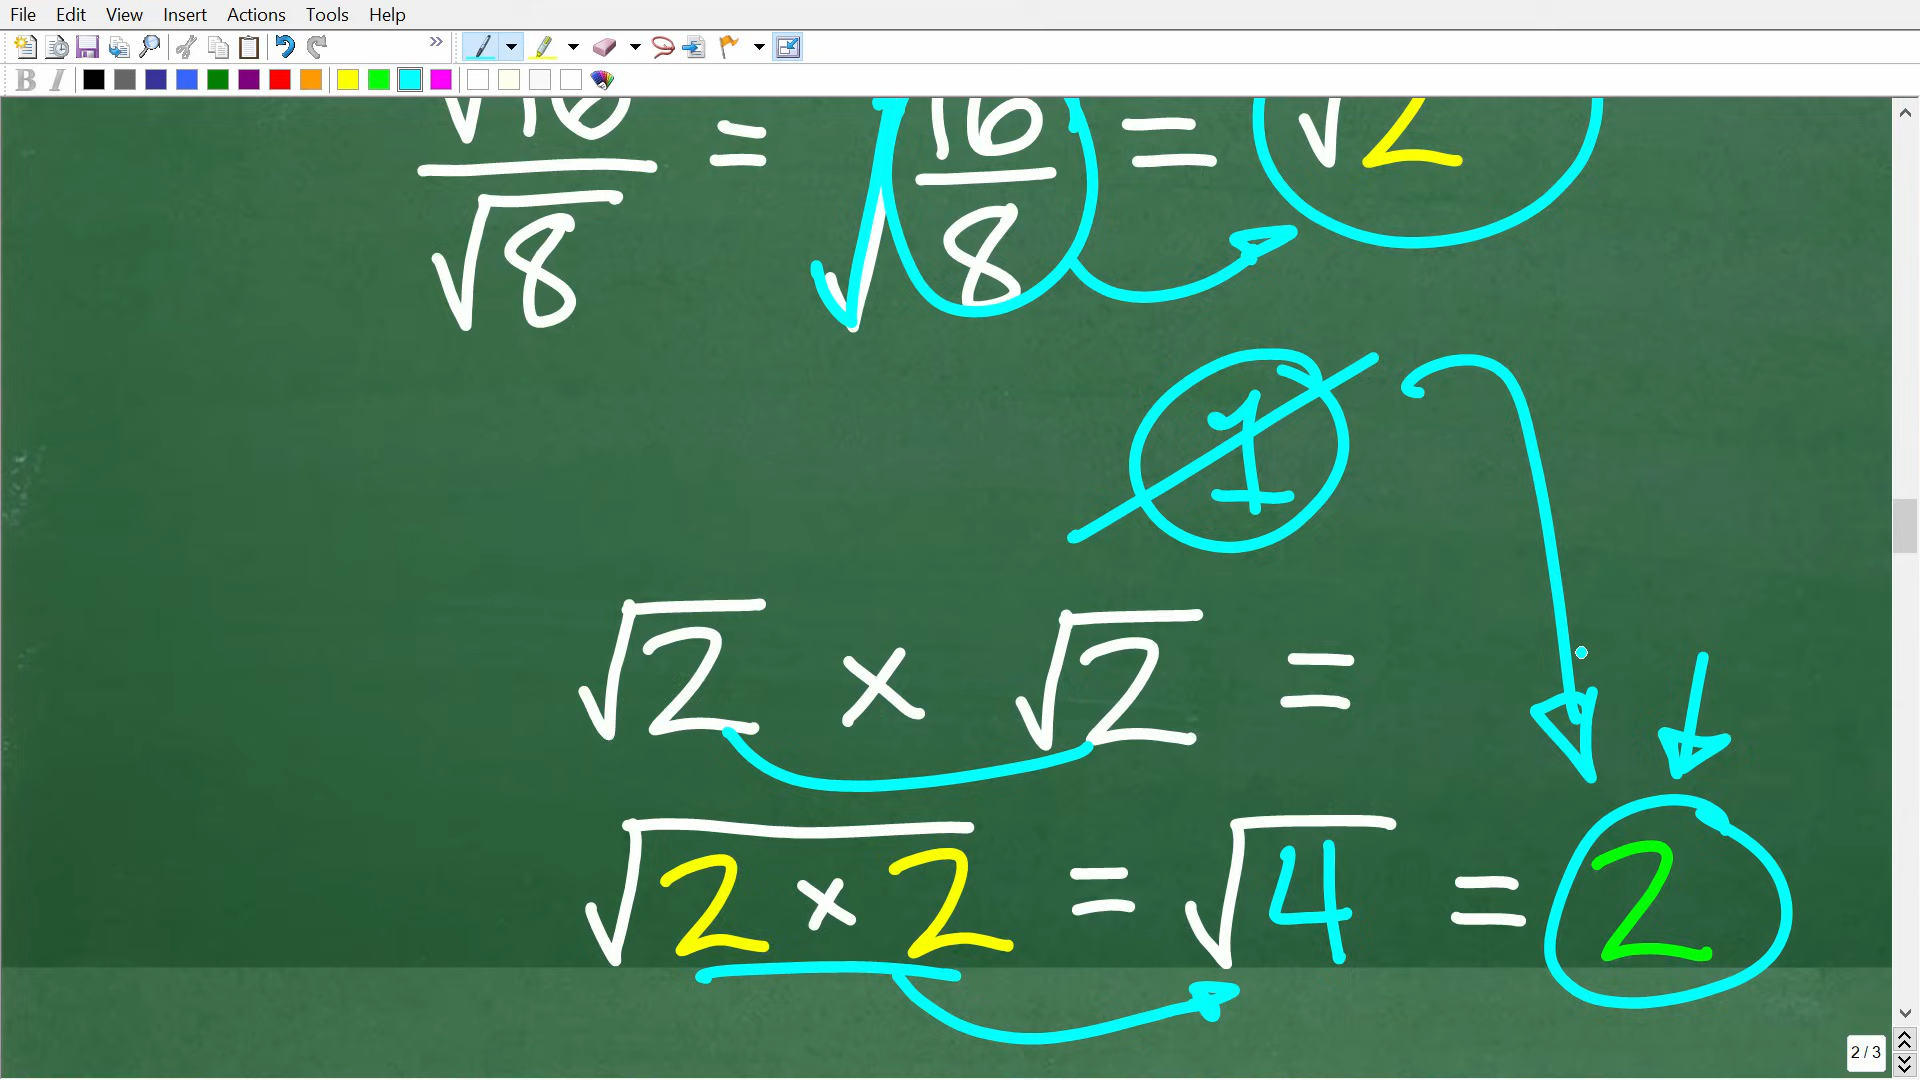 File Edit View Insert Actions Tools Help
B I
√16/√8 = √(16/8) = √2
1
√2 × √2 =
√(2 × 2) = √4 = 2
2 / 3